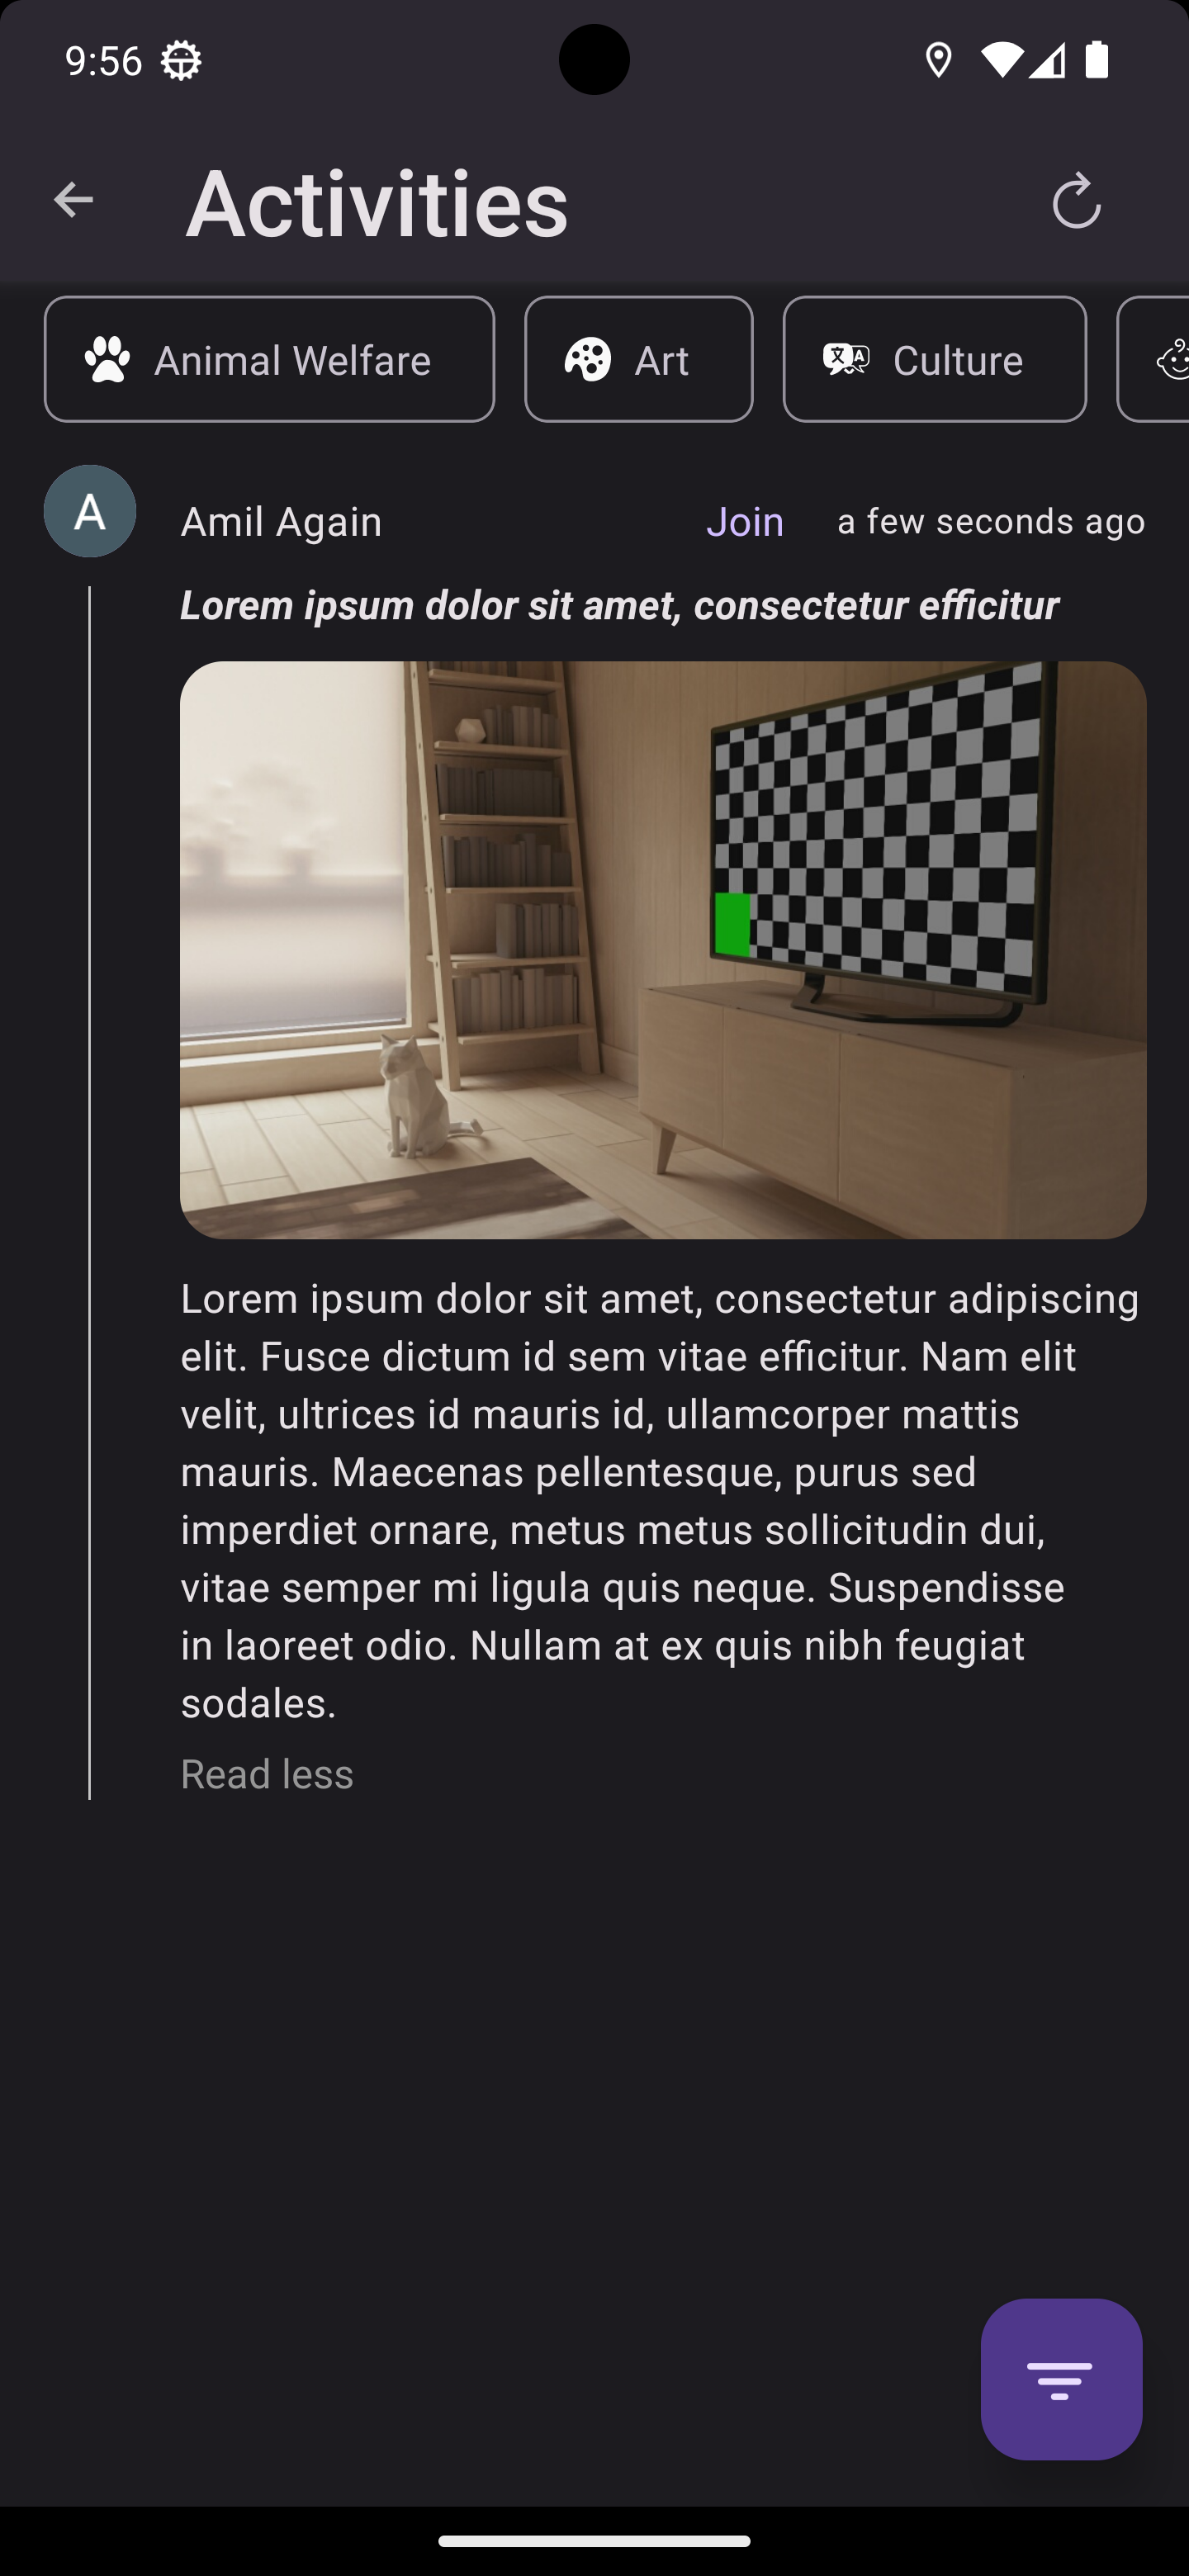 9:56
Activities
Animal Welfare
Art
Culture
A
Amil Again
Join
a few seconds ago
Lorem ipsum dolor sit amet, consectetur efficitur
Lorem ipsum dolor sit amet, consectetur adipiscing
elit. Fusce dictum id sem vitae efficitur. Nam elit
velit, ultrices id mauris id, ullamcorper mattis
mauris. Maecenas pellentesque, purus sed
imperdiet ornare, metus metus sollicitudin dui,
vitae semper mi ligula quis neque. Suspendisse
in laoreet odio. Nullam at ex quis nibh feugiat
sodales.
Read less